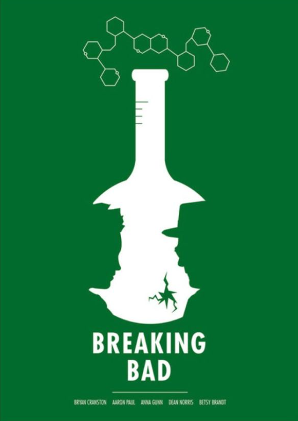 BREAKING
BAD
BRYAN CRANSTON AARON PAUL ANNA GUNN DEAN NORRIS BETSY BRANDT